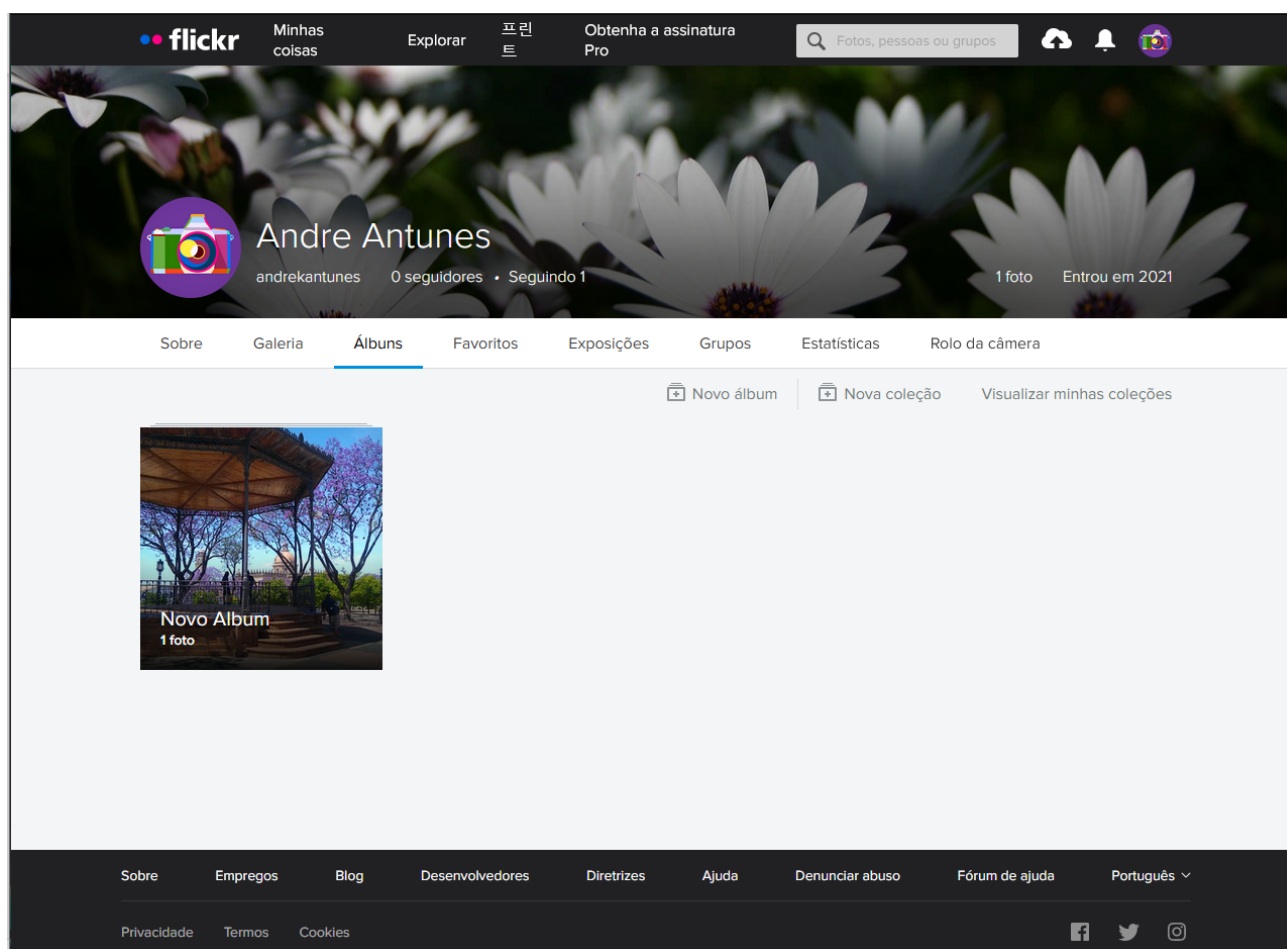 flickr
Minhas
coisas
Explorar
프린
트
Obtenha a assinatura
Pro
Fotos, pessoas ou grupos
Andre Antunes
andrekantunes 0 seguidores • Seguindo 1
1 foto Entrou em 2021
Sobre Galeria Álbuns Favoritos Exposições Grupos Estatísticas Rolo da câmera
Novo álbum Nova coleção Visualizar minhas coleções
Novo Album
1 foto
Sobre Empregos Blog Desenvolvedores Diretrizes Ajuda Denunciar abuso Fórum de ajuda Português
Privacidade Termos Cookies